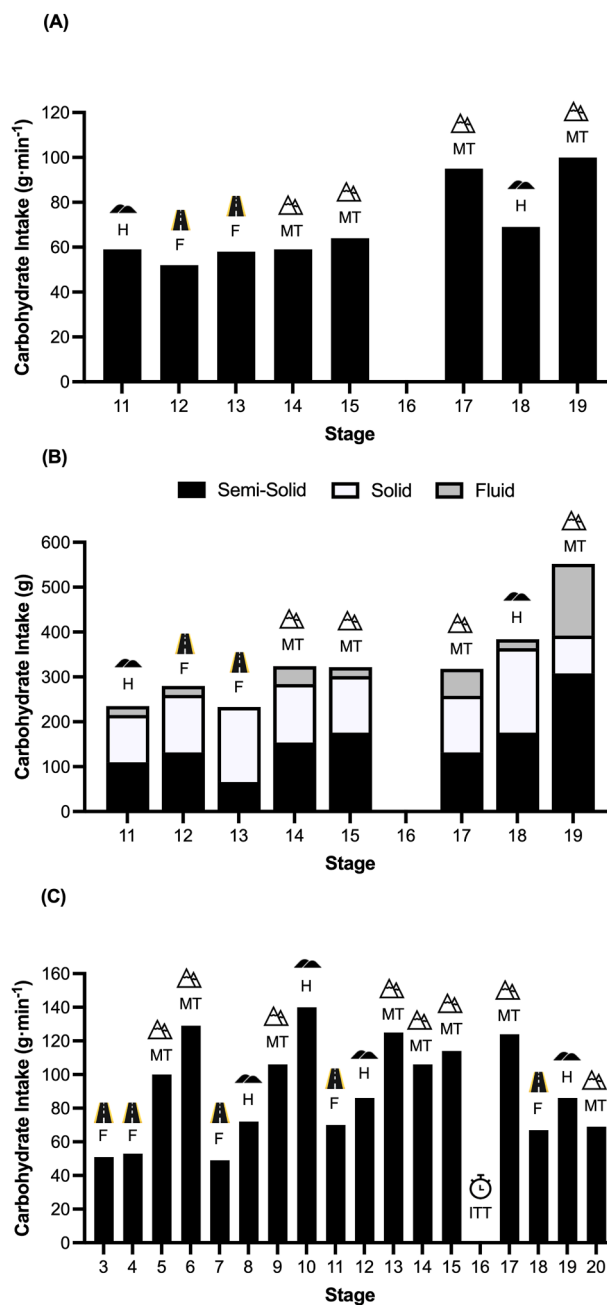 (A)
Carbohydrate Intake (g·min⁻¹)
120
100
80
60
40
20
0
H
F
F
MT
MT
MT
H
MT
11 12 13 14 15 16 17 18 19
Stage
(B)
Semi-Solid Solid Fluid
Carbohydrate Intake (g)
600
500
400
300
200
100
0
H
F
F
MT
MT
MT
H
MT
11 12 13 14 15 16 17 18 19
Stage
(C)
Carbohydrate Intake (g·min⁻¹)
160
140
120
100
80
60
40
20
0
F
F
MT
MT
F
H
MT
H
F
H
MT
MT
MT
ITT
MT
F
H
MT
3 4 5 6 7 8 9 10 11 12 13 14 15 16 17 18 19 20
Stage